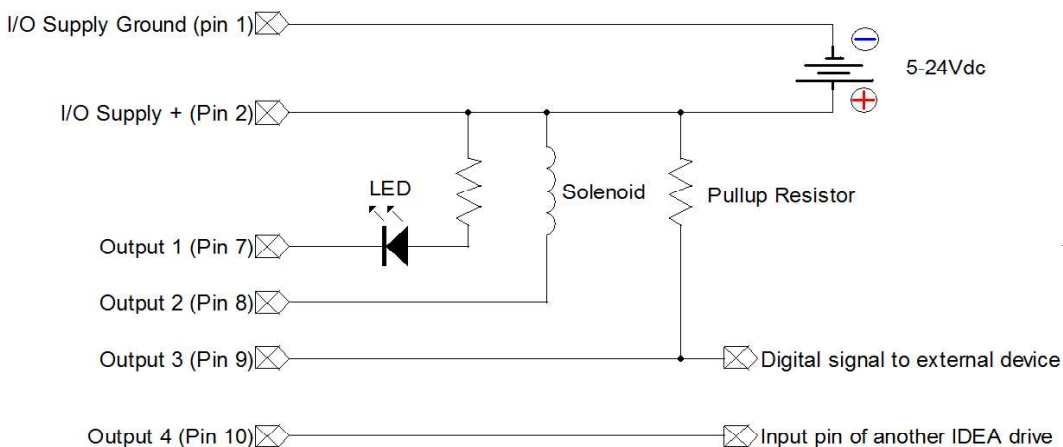 I/O Supply Ground (pin 1)
5-24Vdc
I/O Supply + (Pin 2)
LED
Solenoid
Pullup Resistor
Output 1 (Pin 7)
Output 2 (Pin 8)
Output 3 (Pin 9)
Digital signal to external device
Output 4 (Pin 10)
Input pin of another IDEA drive